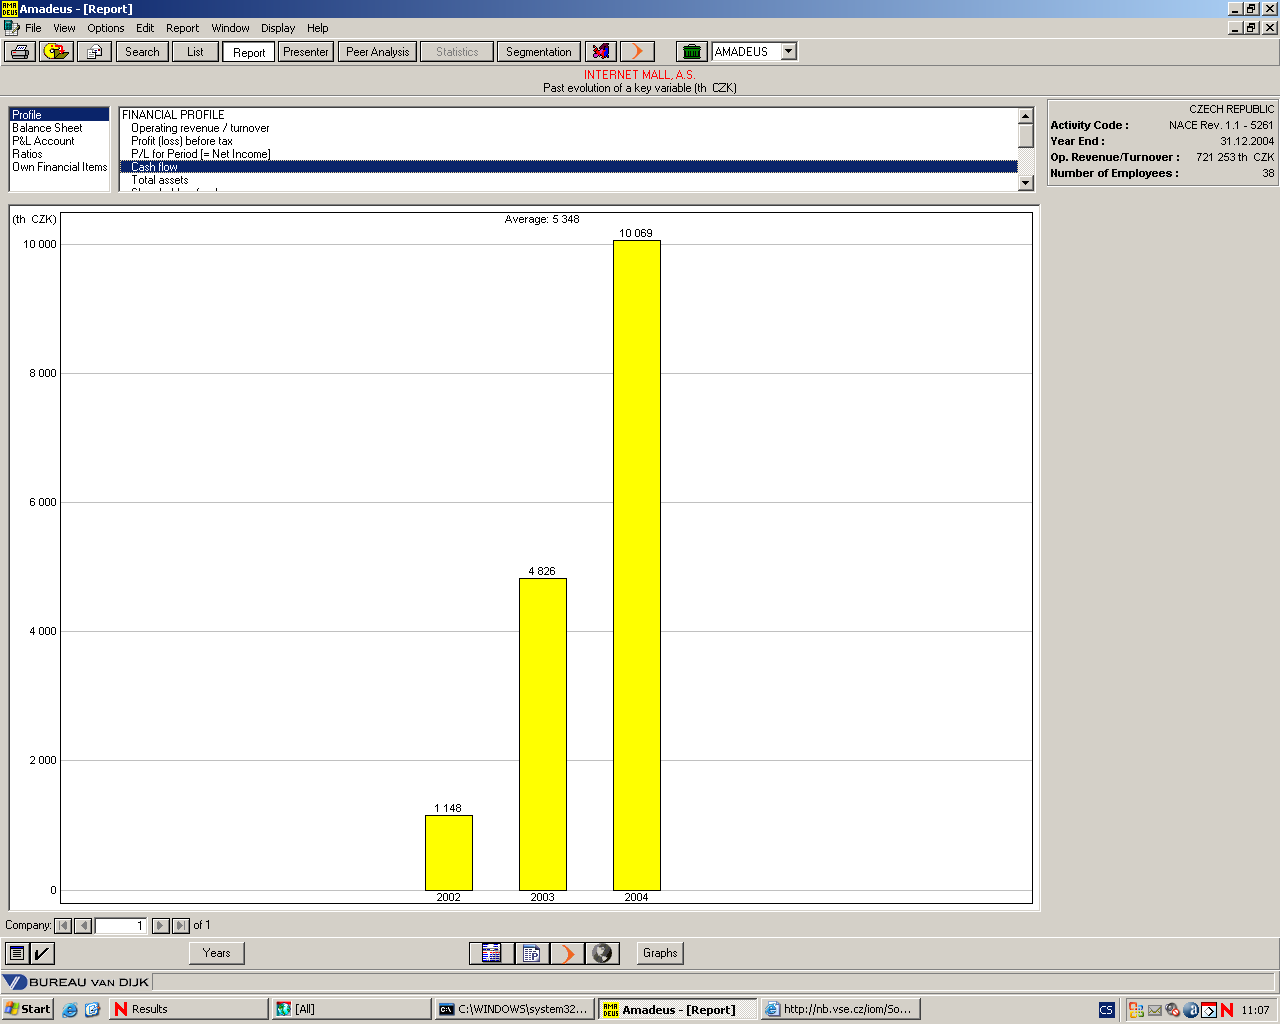 AMA DEUS Amadeus - [Report]
File View Options Edit Report Window Display Help
Search List Report Presenter Peer Analysis Statistics Segmentation AMADEUS
INTERNET MALL, A.S.
Past evolution of a key variable (th CZK)
Profile
Balance Sheet
P&L Account
Ratios
Own Financial Items
FINANCIAL PROFILE
Operating revenue / turnover
Profit (loss) before tax
P/L for Period [= Net Income]
Cash flow
Total assets
CZECH REPUBLIC
Activity Code : NACE Rev. 1.1 - 5261
Year End : 31.12.2004
Op. Revenue/Turnover : 721 253 th CZK
Number of Employees : 38
(th CZK) Average: 5 348
10 069
10 000
8 000
6 000
4 826
4 000
2 000
1 148
0
2002 2003 2004
Company: 1 of 1
Years Graphs
BUREAU VAN DIJK
Start Results [All] C:\WINDOWS\system32... AMA DEUS Amadeus - [Report] http://nb.vse.cz/iom/So... CS 11:07